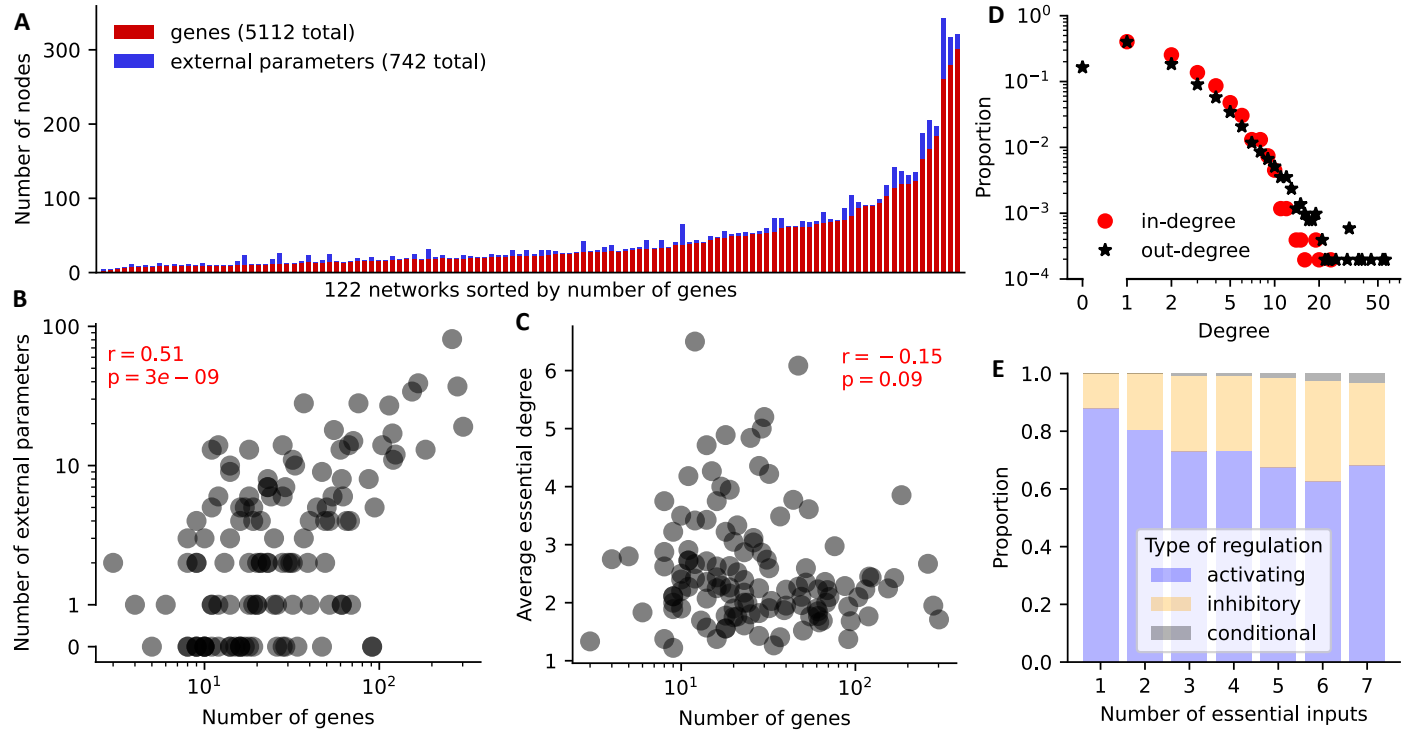 A
Number of nodes
300
200
100
0
genes (5112 total)
external parameters (742 total)
122 networks sorted by number of genes
B
Number of external parameters
100
10
1
0
r = 0.51
p = 3e − 09
10¹
10²
Number of genes
C
Average essential degree
6
5
4
3
2
1
r = − 0.15
p = 0.09
10¹
10²
Number of genes
D
Proportion
10⁰
10⁻¹
10⁻²
10⁻³
10⁻⁴
in-degree
out-degree
0 1 2 5 10 20 50
Degree
E
Proportion
1.0
0.8
0.6
0.4
0.2
0.0
Type of regulation
activating
inhibitory
conditional
1 2 3 4 5 6 7
Number of essential inputs